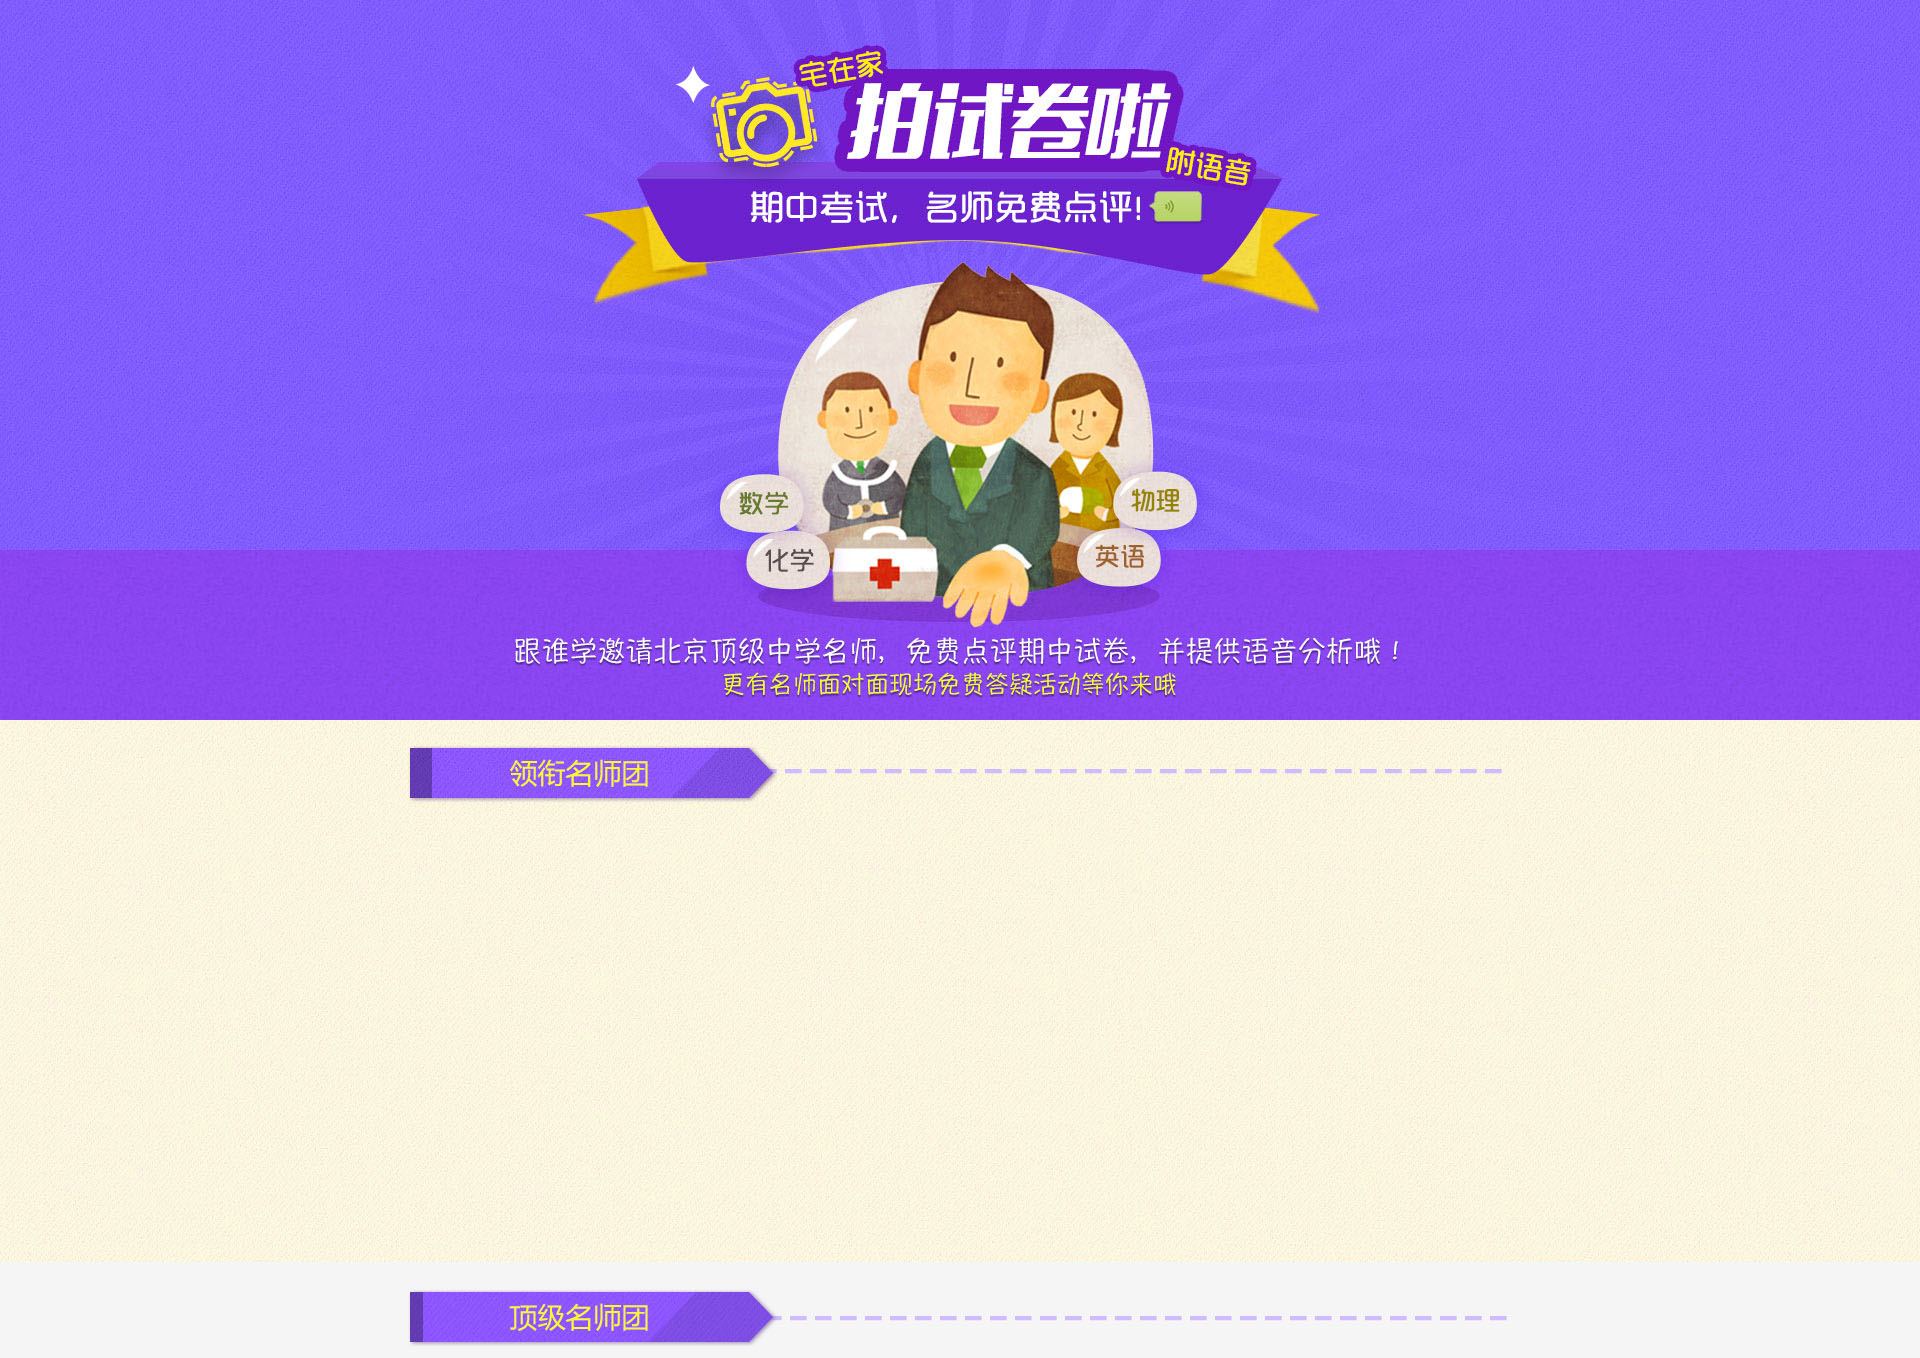 宅在家
拍试卷啦
附语音
期中考试，名师免费点评!
数学
物理
化学
英语
跟谁学邀请北京顶级中学名师，免费点评期中试卷，并提供语音分析哦！
更有名师面对面现场免费答疑活动等你来哦
领衔名师团
顶级名师团